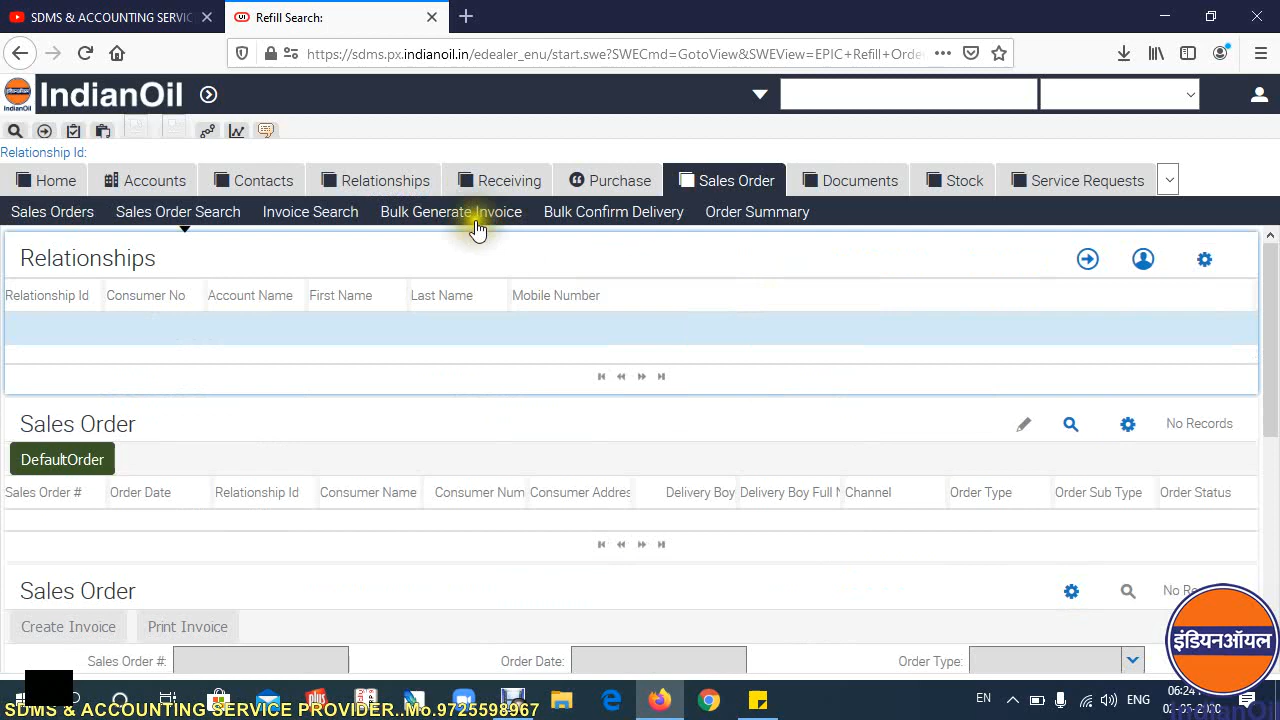 SDMS & ACCOUNTING SERVIC
Refill Search:
https://sdms.px.indianoil.in/edealer_enu/start.swe?SWECmd=GotoView&SWEView=EPIC+Refill+Orde
IndianOil
Relationship Id:
Home Accounts Contacts Relationships Receiving Purchase Sales Order Documents Stock Service Requests
Sales Orders Sales Order Search Invoice Search Bulk Generate Invoice Bulk Confirm Delivery Order Summary
Relationships
Relationship Id Consumer No Account Name First Name Last Name Mobile Number
Sales Order No Records
DefaultOrder
Sales Order # Order Date Relationship Id Consumer Name Consumer Num Consumer Addres Delivery Boy Delivery Boy Full N Channel Order Type Order Sub Type Order Status
Sales Order No Re
Create Invoice Print Invoice
इंडियनऑयल
Sales Order #: Order Date: Order Type:
EN ENG 06:24
SDMS & ACCOUNTING SERVICE PROVIDER..Mo.9725598967
IndianOil